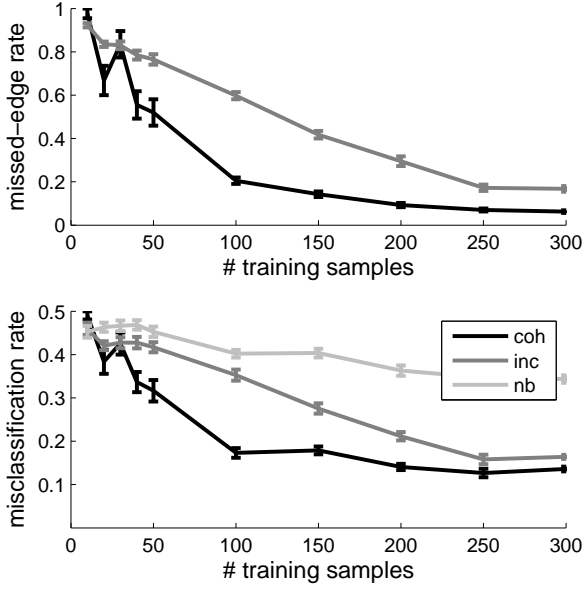 1
0.8
0.6
0.4
0.2
0
missed−edge rate
0 50 100 150 200 250 300
# training samples
0.5
0.4
0.3
0.2
0.1
misclassification rate
coh
inc
nb
0 50 100 150 200 250 300
# training samples